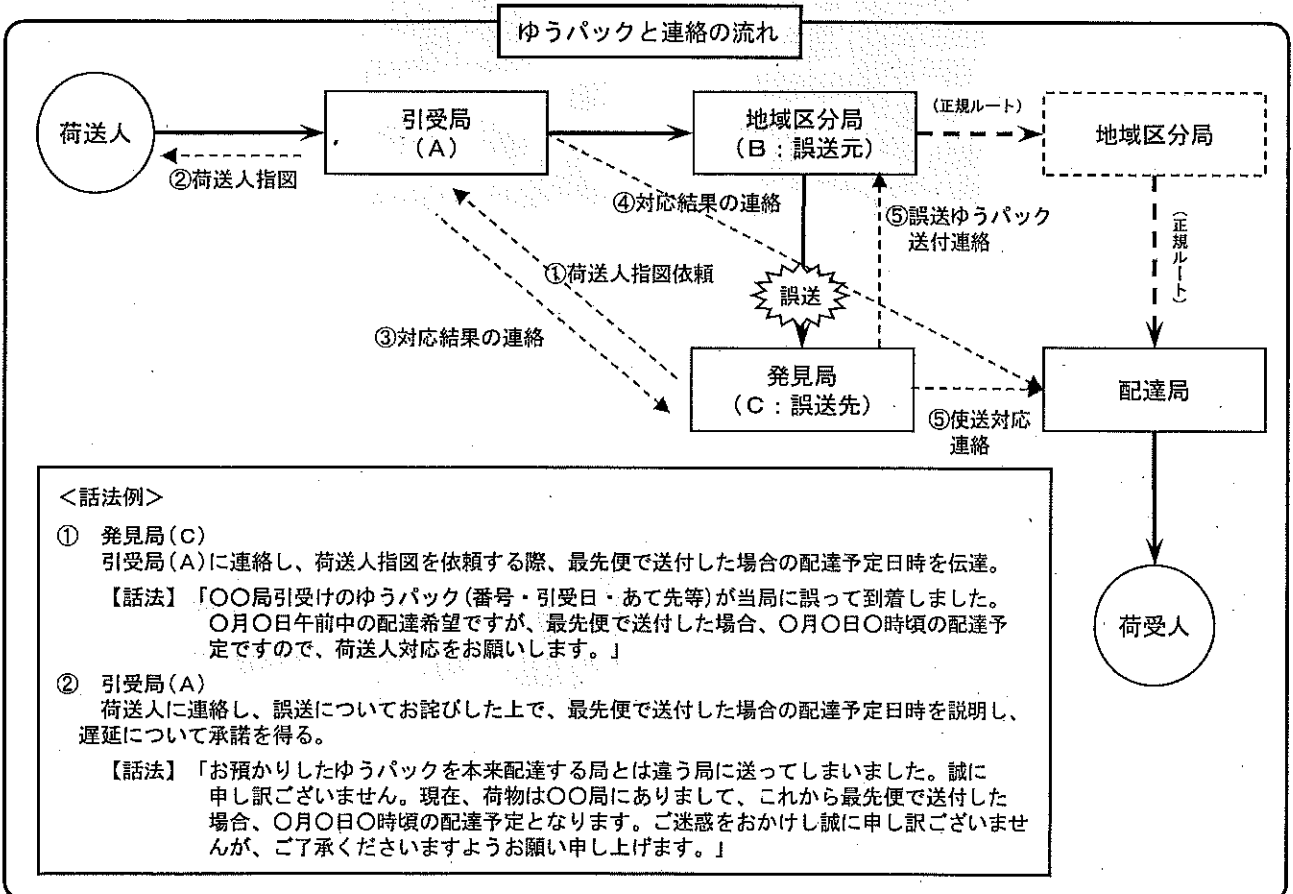 ゆうパックと連絡の流れ
荷送人
引受局
(A)
地域区分局
(B:誤送元)
(正規ルート)
地域区分局
②荷送人指図
④対応結果の連絡
⑤誤送ゆうパック
送付連絡
(正規ルート)
①荷送人指図依頼
誤送
③対応結果の連絡
発見局
(C:誤送先)
配達局
⑤使送対応
連絡
<話法例>
① 発見局(C)
引受局(A)に連絡し、荷送人指図を依頼する際、最先便で送付した場合の配達予定日時を伝達。
【話法】「〇〇局引受けのゆうパック(番号・引受日・あて先等)が当局に誤って到着しました。
〇月〇日午前中の配達希望ですが、最先便で送付した場合、〇月〇日〇時頃の配達予
定ですので、荷送人対応をお願いします。」
② 引受局(A)
荷送人に連絡し、誤送についてお詫びした上で、最先便で送付した場合の配達予定日時を説明し、
遅延について承諾を得る。
【話法】「お預かりしたゆうパックを本来配達する局とは違う局に送ってしまいました。誠に
申し訳ございません。現在、荷物は〇〇局にありまして、これから最先便で送付した
場合、〇月〇日〇時頃の配達予定となります。ご迷惑をおかけし誠に申し訳ございませ
んが、ご了承くださいますようお願い申し上げます。」
荷受人